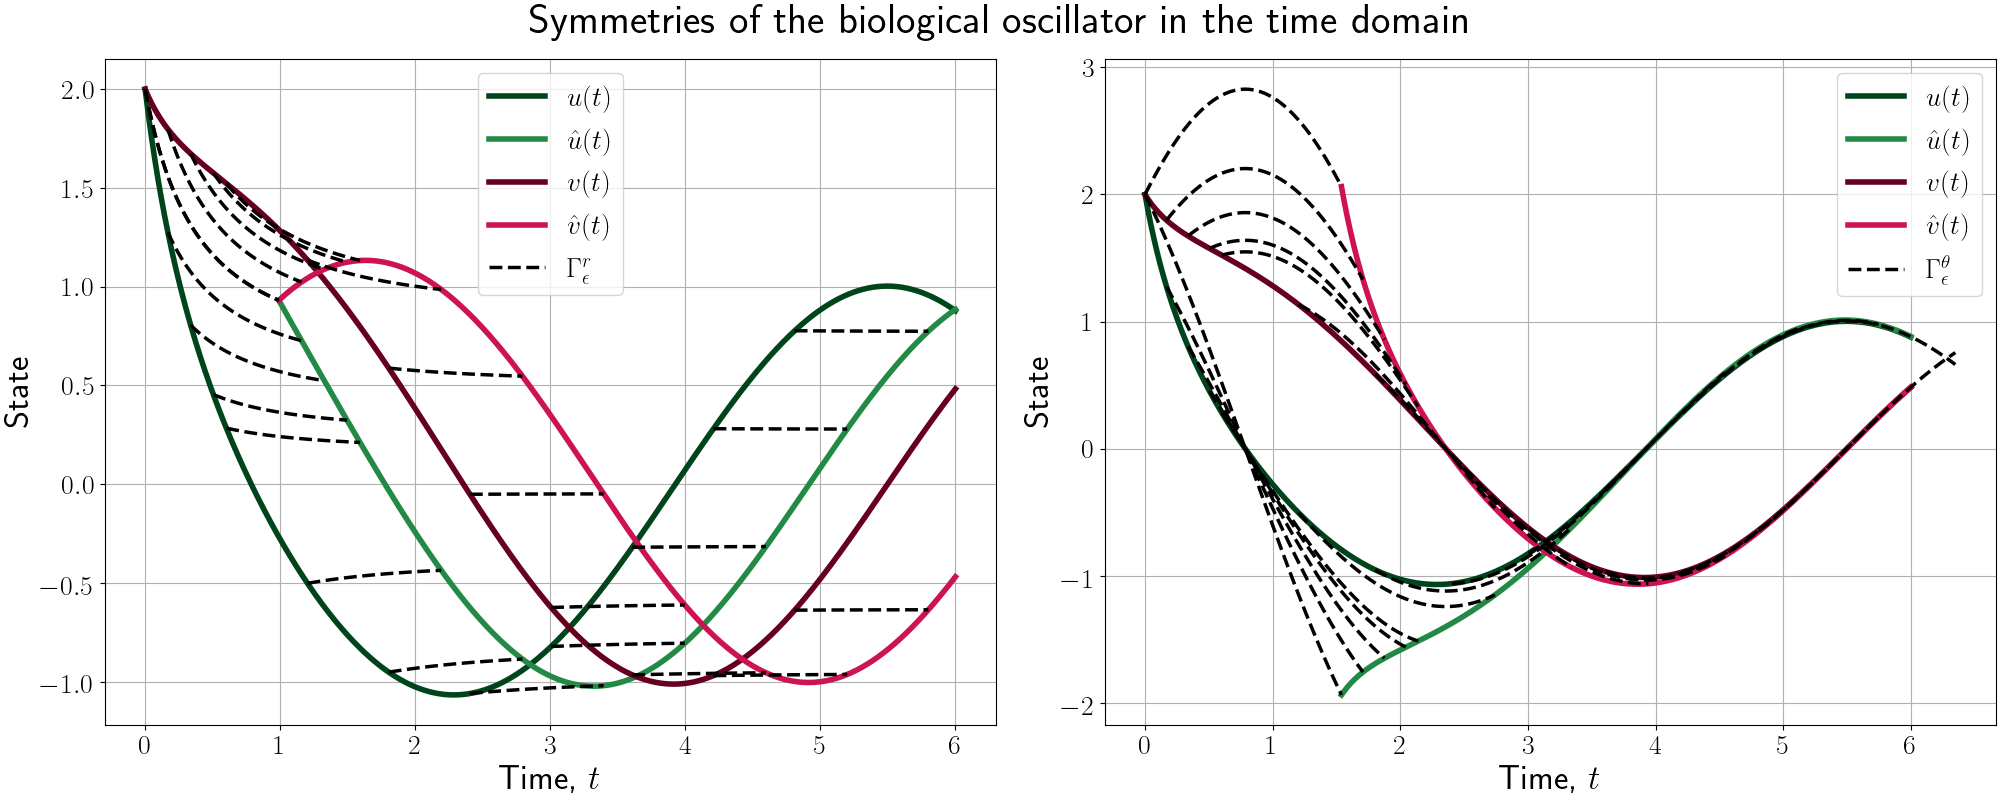 Symmetries of the biological oscillator in the time domain
State
2.0
1.5
1.0
0.5
0.0
−0.5
−1.0
0 1 2 3 4 5 6
Time, t
u(t)
û(t)
v(t)
v̂(t)
Γ^r_ϵ
State
3
2
1
0
−1
−2
0 1 2 3 4 5 6
Time, t
u(t)
û(t)
v(t)
v̂(t)
Γ^θ_ϵ